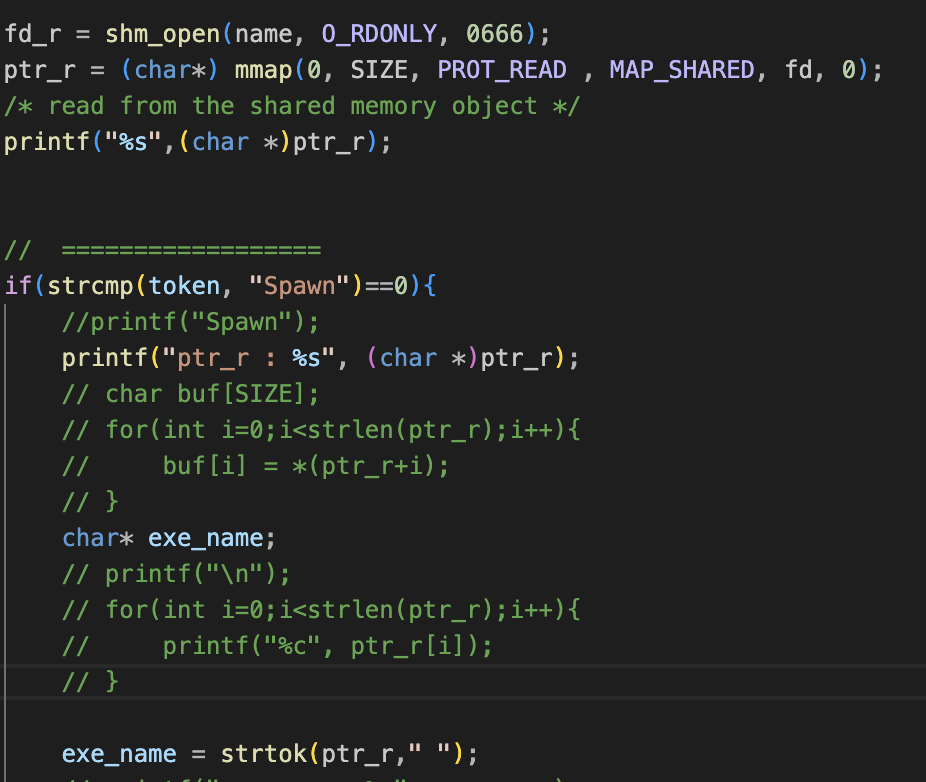 fd_r = shm_open(name, O_RDONLY, 0666);
ptr_r = (char*) mmap(0, SIZE, PROT_READ , MAP_SHARED, fd, 0);
/* read from the shared memory object */
printf("%s",(char *)ptr_r);
//  ==================
if(strcmp(token, "Spawn")==0){
    //printf("Spawn");
    printf("ptr_r : %s", (char *)ptr_r);
    // char buf[SIZE];
    // for(int i=0;i<strlen(ptr_r);i++){
    //     buf[i] = *(ptr_r+i);
    // }
    char* exe_name;
    // printf("\n");
    // for(int i=0;i<strlen(ptr_r);i++){
    //     printf("%c", ptr_r[i]);
    // }
    exe_name = strtok(ptr_r," ");